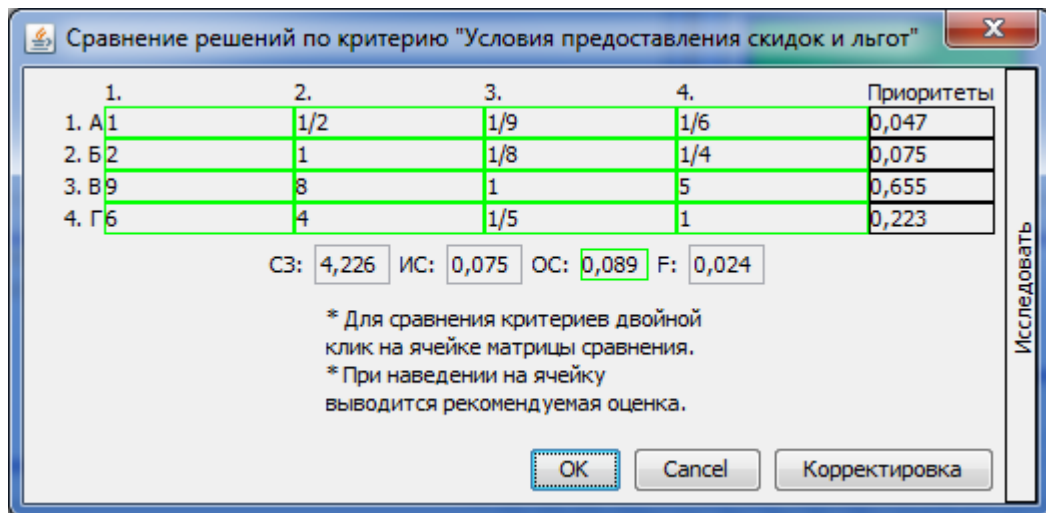 Сравнение решений по критерию "Условия предоставления скидок и льгот"
1. 2. 3. 4. Приоритеты
1. А 1 1/2 1/9 1/6 0,047
2. Б 2 1 1/8 1/4 0,075
3. В 9 8 1 5 0,655
4. Г 6 4 1/5 1 0,223
СЗ: 4,226 ИС: 0,075 ОС: 0,089 F: 0,024
* Для сравнения критериев двойной
клик на ячейке матрицы сравнения.
* При наведении на ячейку
выводится рекомендуемая оценка.
OK Cancel Корректировка
Исследовать